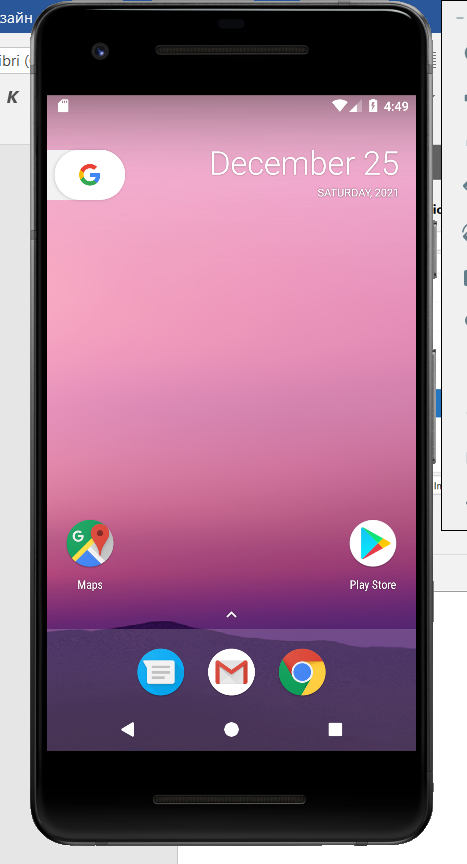 зайн
ibri (
К
4:49
G
December 25
SATURDAY, 2021
G
Maps
Play Store